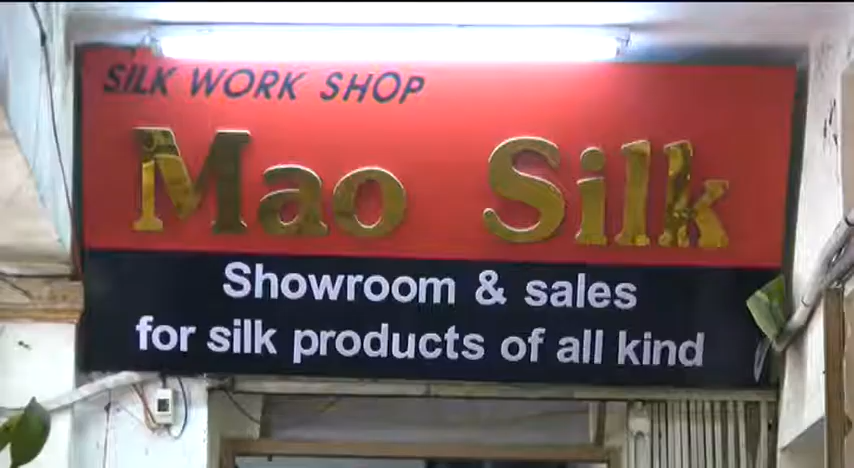 SILK WORK SHOP
Mao Silk
Showroom & sales
for silk products of all kind